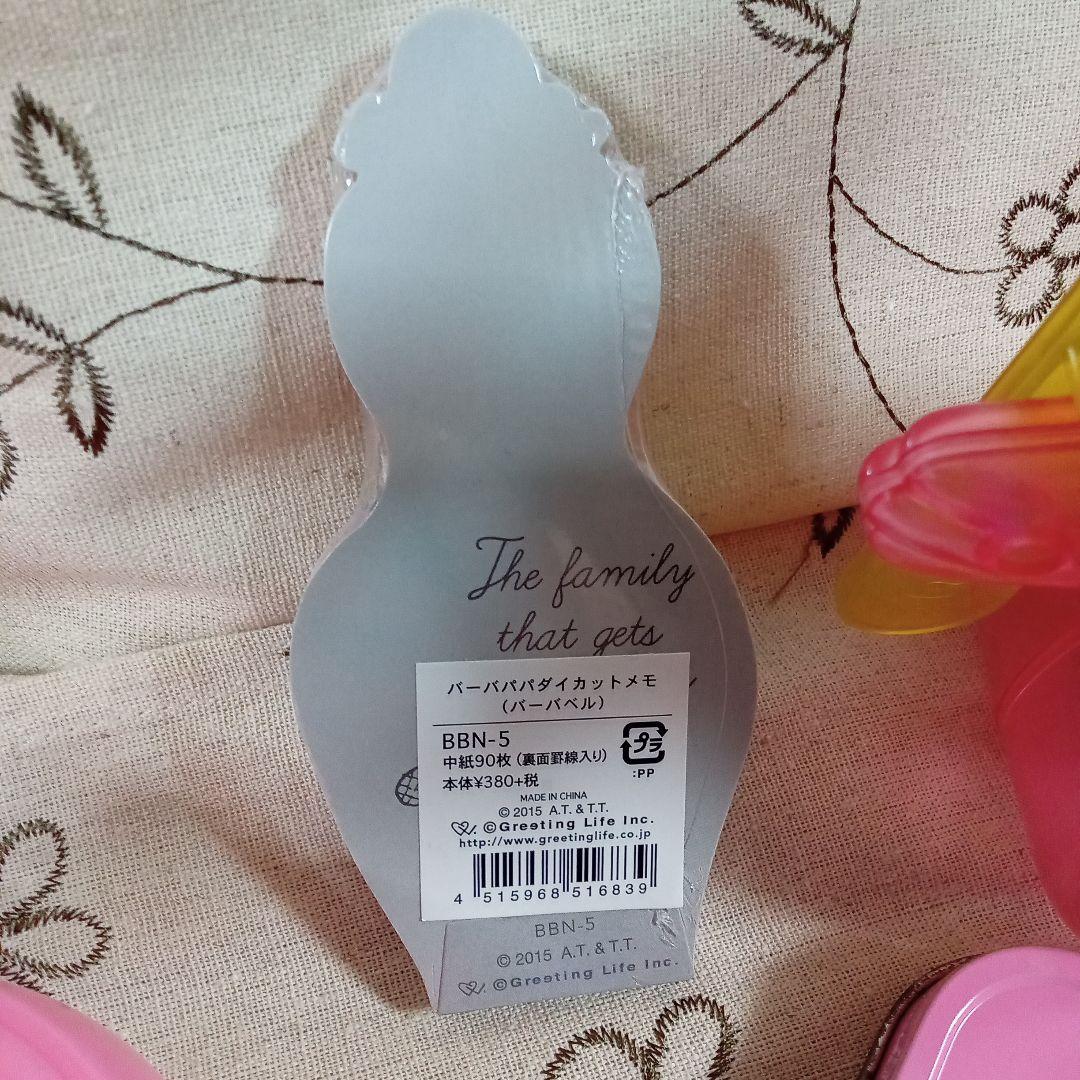 The family
that gets
バーバパパダイカットメモ
(バーバベル)
BBN-5
中紙90枚(裏面罫線入り)
本体¥380+税
プラ
:PP
MADE IN CHINA
© 2015 A.T. & T.T.
©Greeting Life Inc.
http://www.greetinglife.co.jp
4 515968 516839
BBN-5
© 2015 A.T. & T.T.
©Greeting Life Inc.